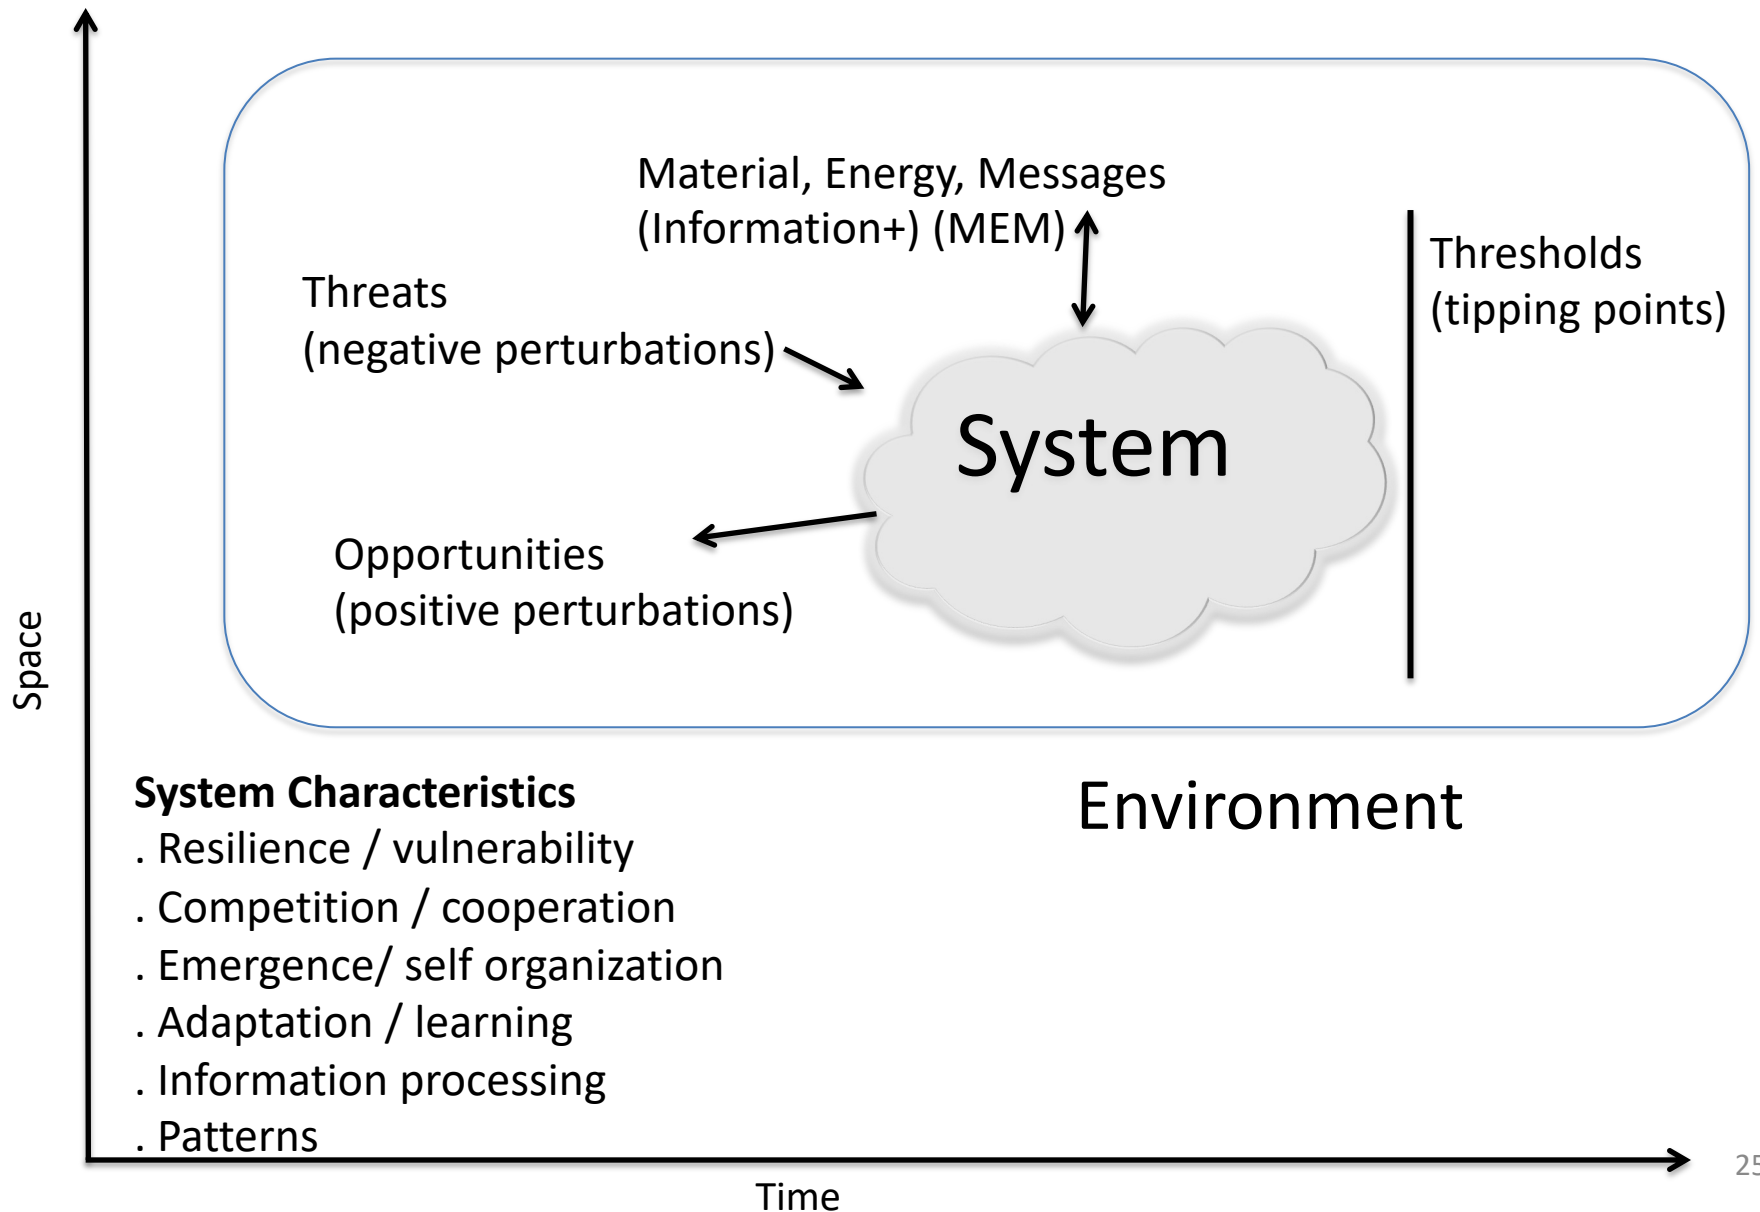 Material, Energy, Messages
(Information+) (MEM)
Thresholds
(tipping points)
Threats
(negative perturbations)
System
Opportunities
(positive perturbations)
Space
System Characteristics
. Resilience / vulnerability
. Competition / cooperation
. Emergence/ self organization
. Adaptation / learning
. Information processing
. Patterns
Environment
Time
25